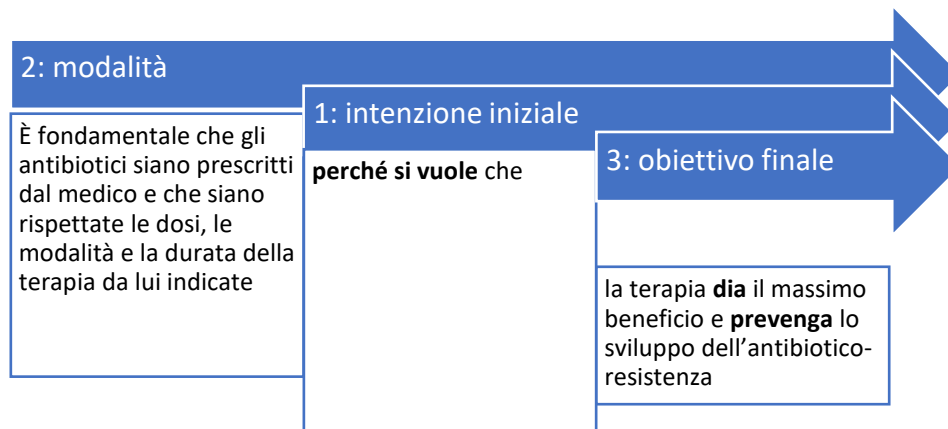 2: modalità
È fondamentale che gli
antibiotici siano prescritti
dal medico e che siano
rispettate le dosi, le
modalità e la durata della
terapia da lui indicate
1: intenzione iniziale
perché si vuole che
3: obiettivo finale
la terapia dia il massimo
beneficio e prevenga lo
sviluppo dell’antibiotico-
resistenza